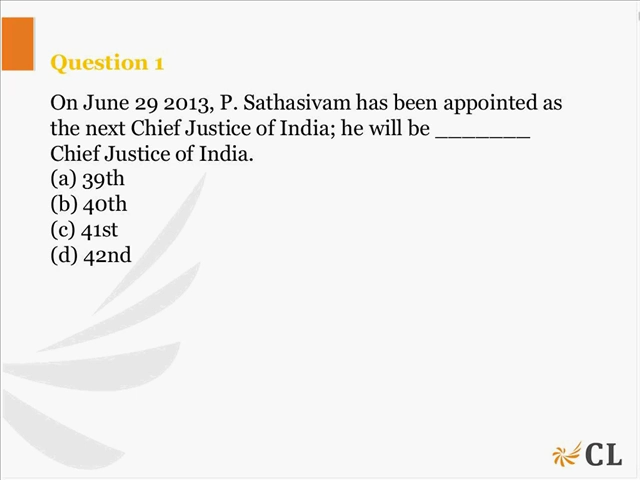 Question 1
On June 29 2013, P. Sathasivam has been appointed as
the next Chief Justice of India; he will be _______
Chief Justice of India.
(a) 39th
(b) 40th
(c) 41st
(d) 42nd
CL